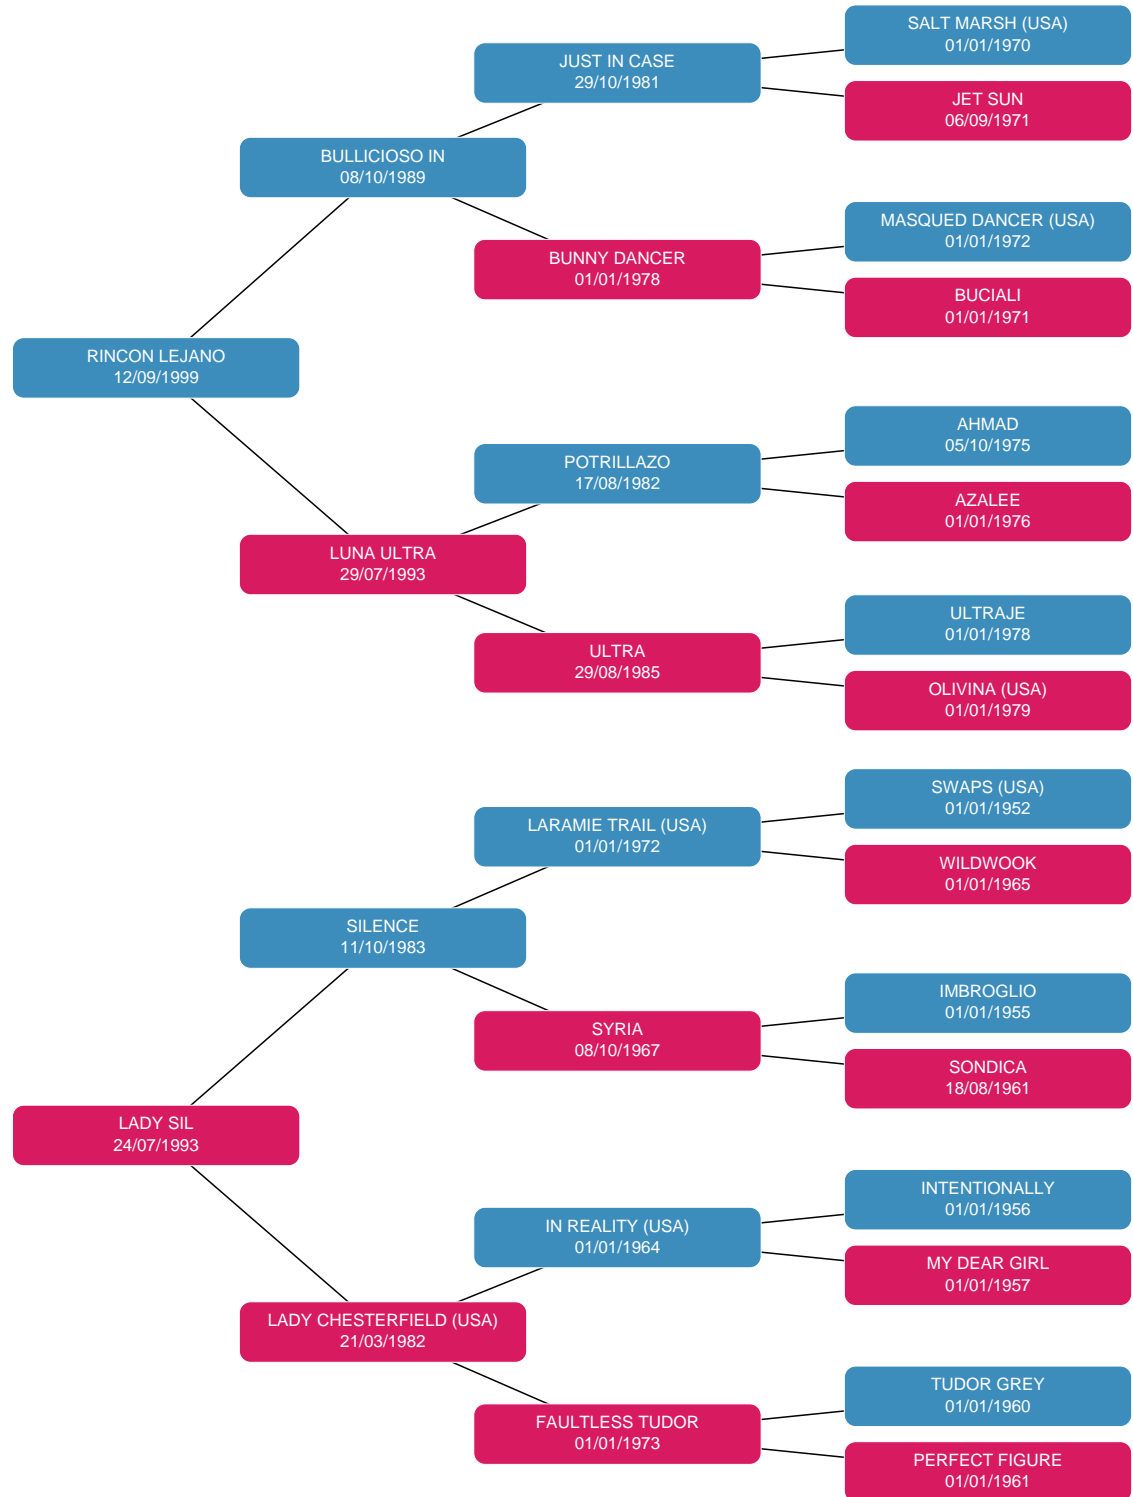 SALT MARSH (USA)
01/01/1970
JUST IN CASE
29/10/1981
JET SUN
06/09/1971
BULLICIOSO IN
08/10/1989
MASQUED DANCER (USA)
01/01/1972
BUNNY DANCER
01/01/1978
BUCIALI
01/01/1971
RINCON LEJANO
12/09/1999
AHMAD
05/10/1975
POTRILLAZO
17/08/1982
AZALEE
01/01/1976
LUNA ULTRA
29/07/1993
ULTRAJE
01/01/1978
ULTRA
29/08/1985
OLIVINA (USA)
01/01/1979
SWAPS (USA)
01/01/1952
LARAMIE TRAIL (USA)
01/01/1972
WILDWOOK
01/01/1965
SILENCE
11/10/1983
IMBROGLIO
01/01/1955
SYRIA
08/10/1967
SONDICA
18/08/1961
LADY SIL
24/07/1993
INTENTIONALLY
01/01/1956
IN REALITY (USA)
01/01/1964
MY DEAR GIRL
01/01/1957
LADY CHESTERFIELD (USA)
21/03/1982
TUDOR GREY
01/01/1960
FAULTLESS TUDOR
01/01/1973
PERFECT FIGURE
01/01/1961